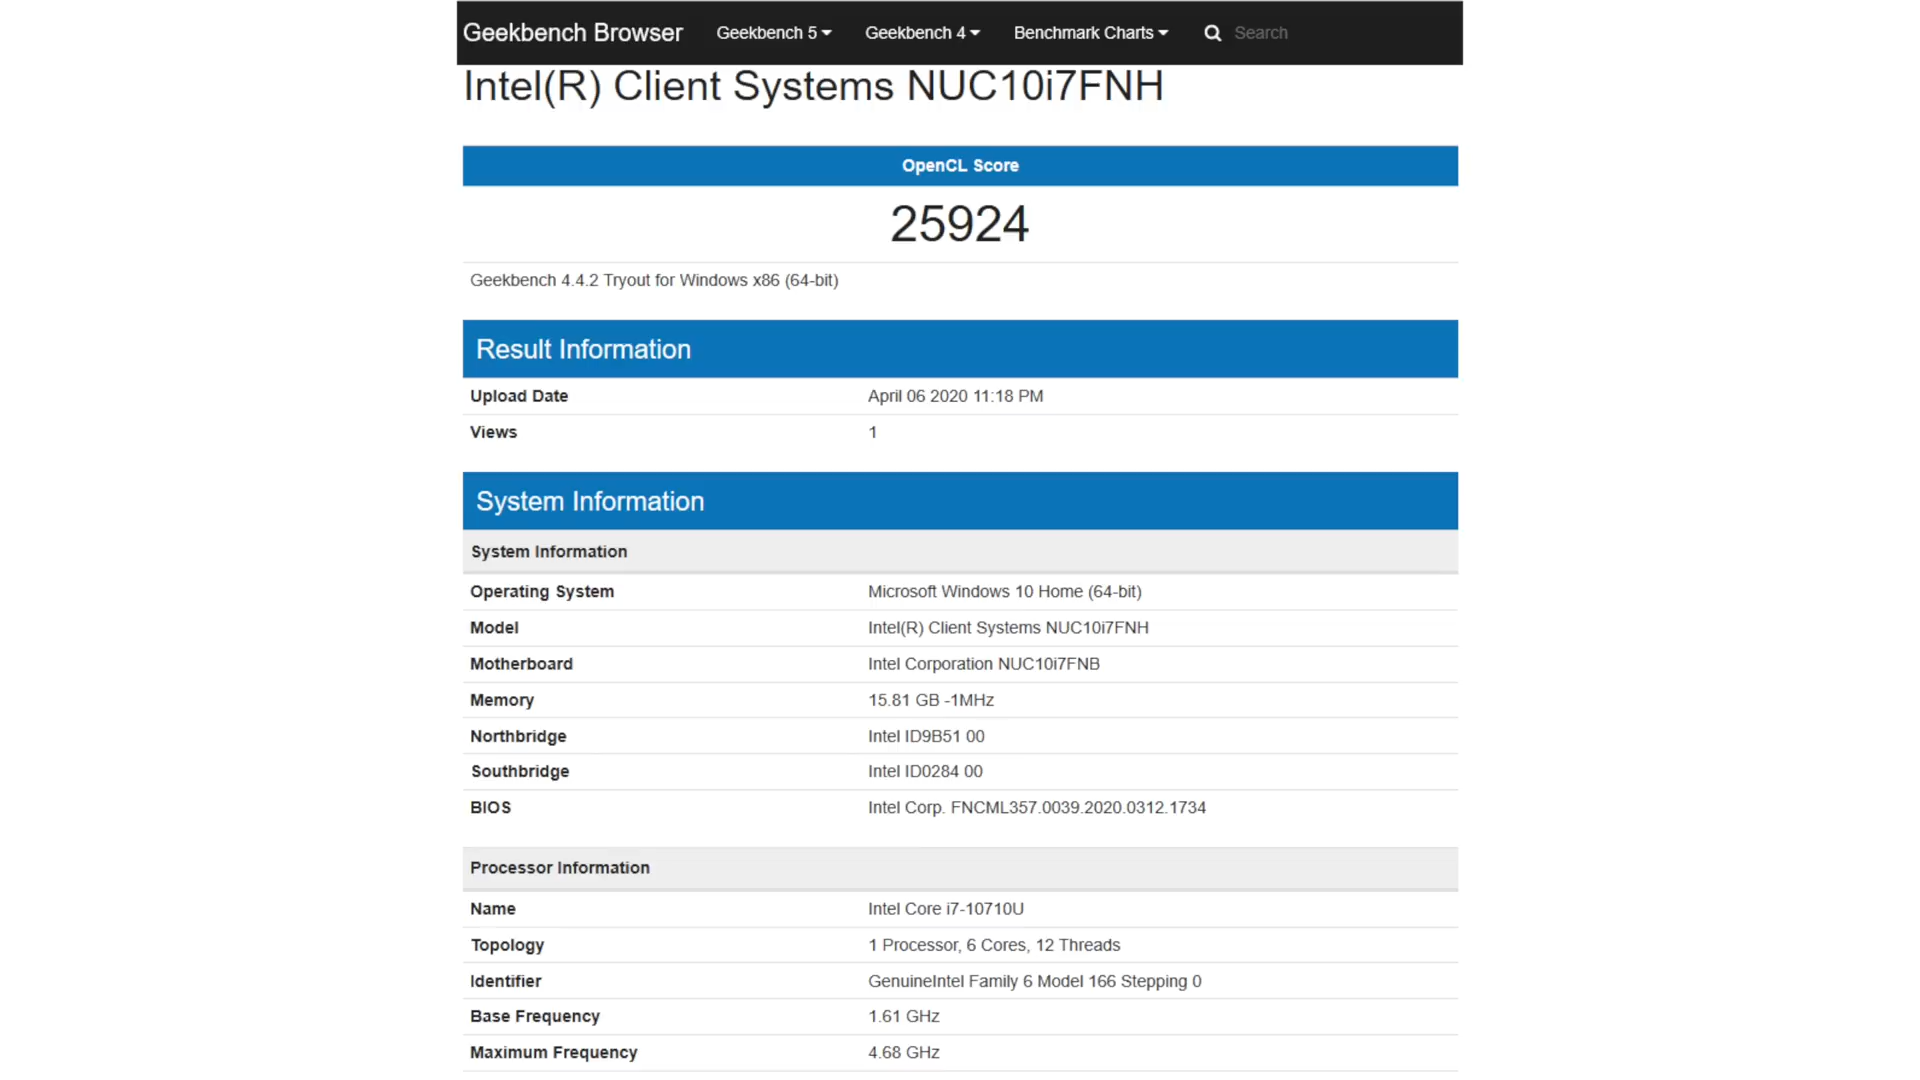 Geekbench Browser Geekbench 5 Geekbench 4 Benchmark Charts Search
Intel(R) Client Systems NUC10i7FNH
OpenCL Score
25924
Geekbench 4.4.2 Tryout for Windows x86 (64-bit)
Result Information
Upload Date April 06 2020 11:18 PM
Views 1
System Information
System Information
Operating System Microsoft Windows 10 Home (64-bit)
Model Intel(R) Client Systems NUC10i7FNH
Motherboard Intel Corporation NUC10i7FNB
Memory 15.81 GB -1MHz
Northbridge Intel ID9B51 00
Southbridge Intel ID0284 00
BIOS Intel Corp. FNCML357.0039.2020.0312.1734
Processor Information
Name Intel Core i7-10710U
Topology 1 Processor, 6 Cores, 12 Threads
Identifier GenuineIntel Family 6 Model 166 Stepping 0
Base Frequency 1.61 GHz
Maximum Frequency 4.68 GHz